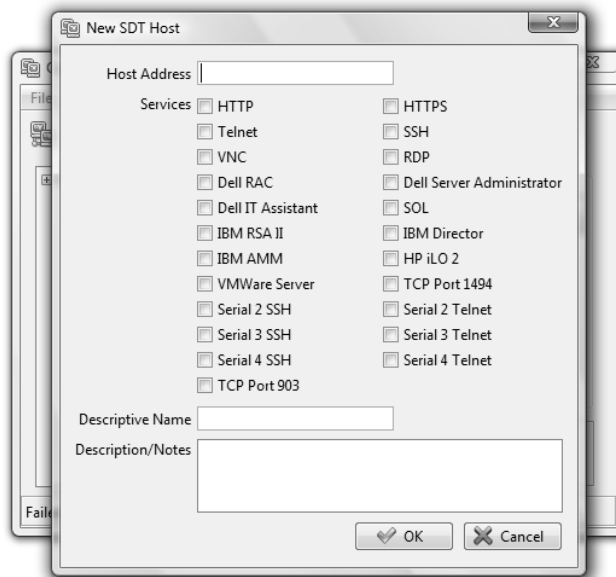 New SDT Host
Host Address
Services
HTTP HTTPS
Telnet SSH
VNC RDP
Dell RAC Dell Server Administrator
Dell IT Assistant SOL
IBM RSA II IBM Director
IBM AMM HP iLO 2
VMWare Server TCP Port 1494
Serial 2 SSH Serial 2 Telnet
Serial 3 SSH Serial 3 Telnet
Serial 4 SSH Serial 4 Telnet
TCP Port 903
Descriptive Name
Description/Notes
OK Cancel
File
Faile